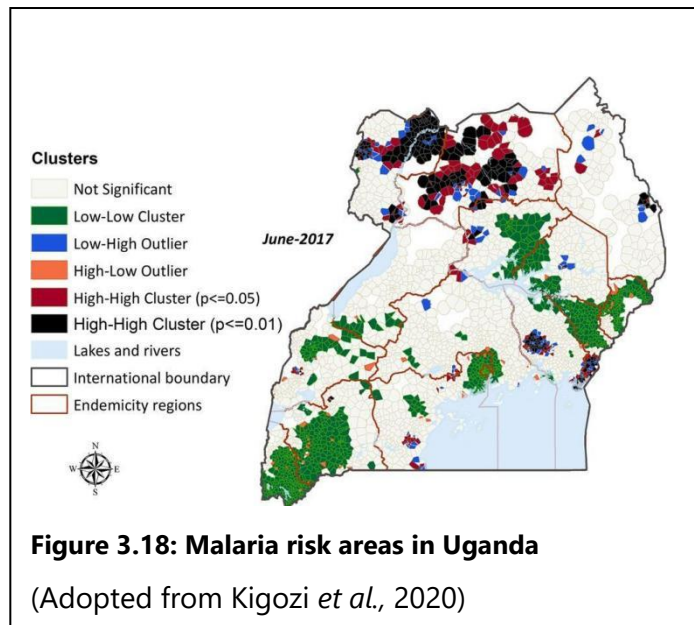 Clusters
Not Significant
Low-Low Cluster
Low-High Outlier
High-Low Outlier
High-High Cluster (p<=0.05)
High-High Cluster (p<=0.01)
Lakes and rivers
International boundary
Endemicity regions
June-2017
N
W E
S
Figure 3.18: Malaria risk areas in Uganda
(Adopted from Kigozi et al., 2020)